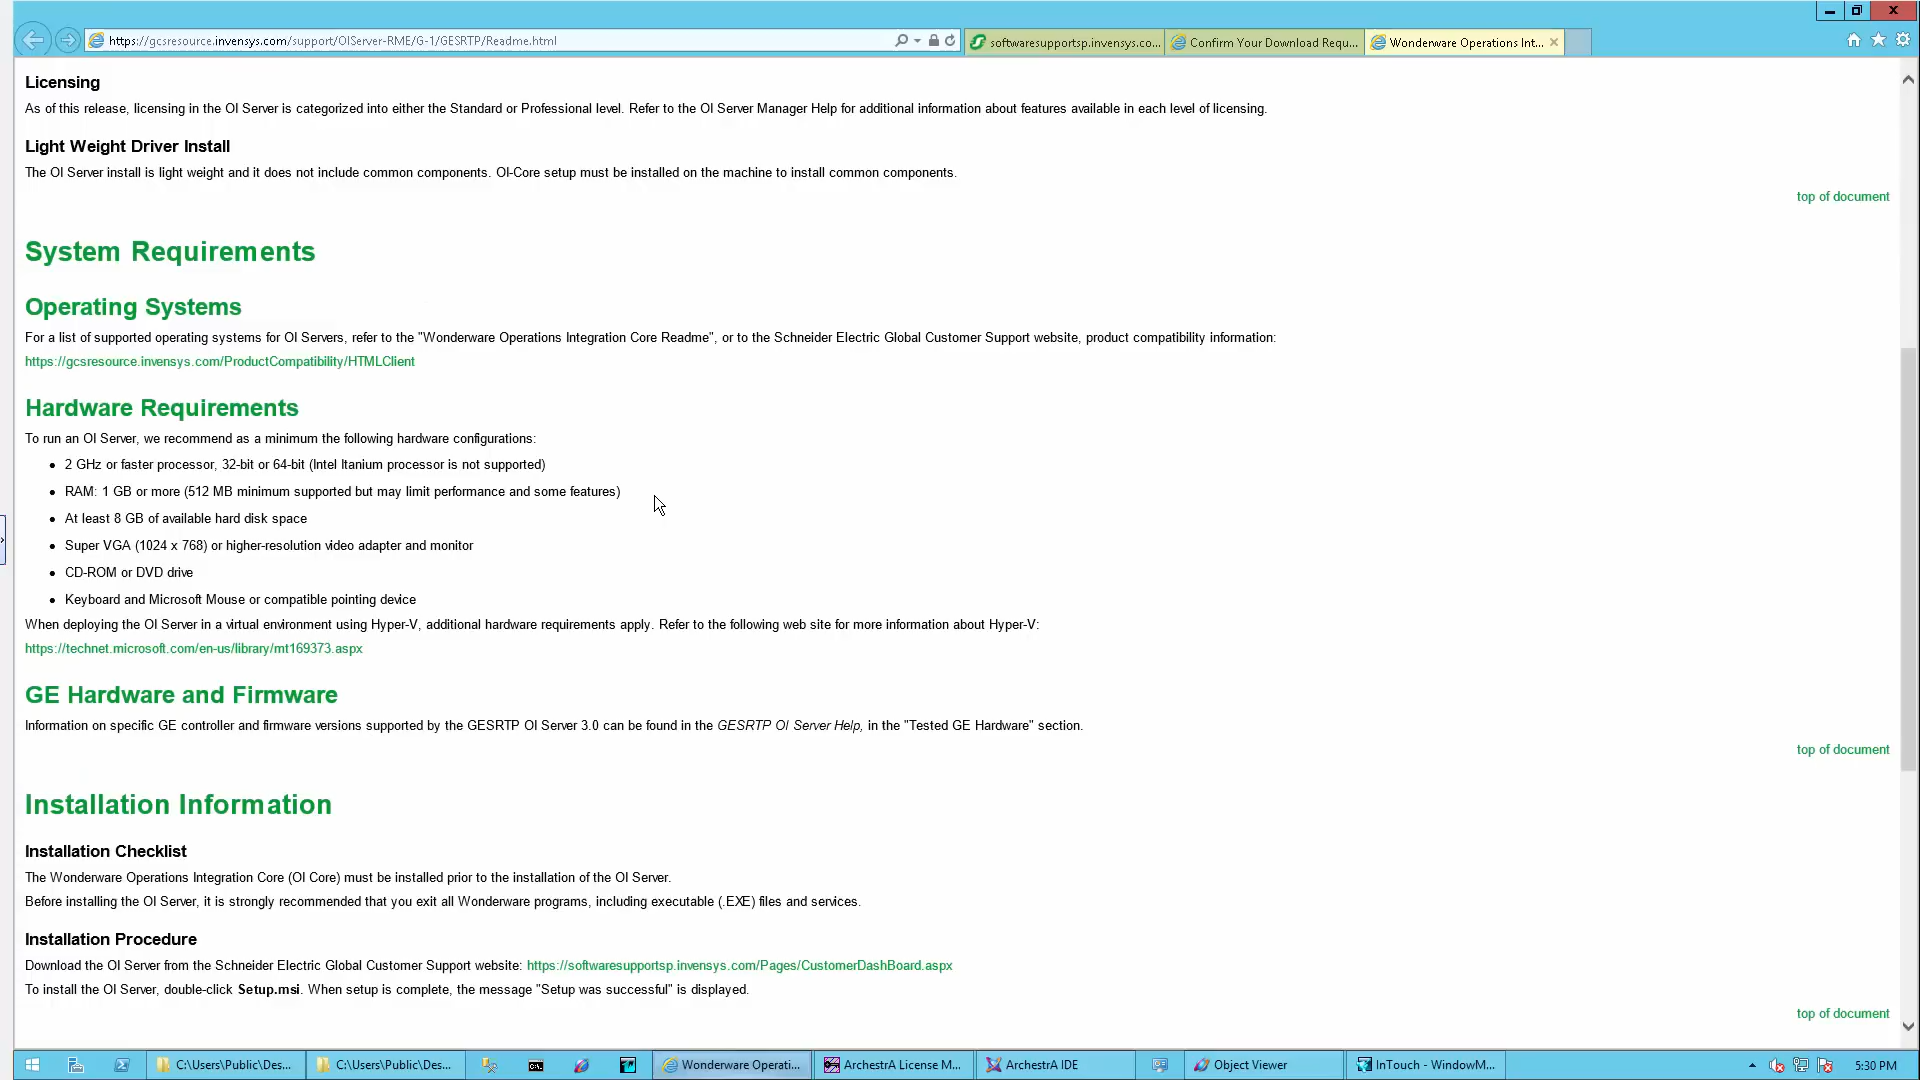 https://gcsresource.invensys.com/support/OIServer-RME/G-1/GESRTP/Readme.html
softwaresupportsp.invensys.co...
Confirm Your Download Requ...
Wonderware Operations Int...
Licensing
As of this release, licensing in the OI Server is categorized into either the Standard or Professional level. Refer to the OI Server Manager Help for additional information about features available in each level of licensing.
Light Weight Driver Install
The OI Server install is light weight and it does not include common components. OI-Core setup must be installed on the machine to install common components.
top of document
System Requirements
Operating Systems
For a list of supported operating systems for OI Servers, refer to the "Wonderware Operations Integration Core Readme", or to the Schneider Electric Global Customer Support website, product compatibility information:
https://gcsresource.invensys.com/ProductCompatibility/HTMLClient
Hardware Requirements
To run an OI Server, we recommend as a minimum the following hardware configurations:
• 2 GHz or faster processor, 32-bit or 64-bit (Intel Itanium processor is not supported)
• RAM: 1 GB or more (512 MB minimum supported but may limit performance and some features)
• At least 8 GB of available hard disk space
• Super VGA (1024 x 768) or higher-resolution video adapter and monitor
• CD-ROM or DVD drive
• Keyboard and Microsoft Mouse or compatible pointing device
When deploying the OI Server in a virtual environment using Hyper-V, additional hardware requirements apply. Refer to the following web site for more information about Hyper-V:
https://technet.microsoft.com/en-us/library/mt169373.aspx
GE Hardware and Firmware
Information on specific GE controller and firmware versions supported by the GESRTP OI Server 3.0 can be found in the GESRTP OI Server Help, in the "Tested GE Hardware" section.
top of document
Installation Information
Installation Checklist
The Wonderware Operations Integration Core (OI Core) must be installed prior to the installation of the OI Server.
Before installing the OI Server, it is strongly recommended that you exit all Wonderware programs, including executable (.EXE) files and services.
Installation Procedure
Download the OI Server from the Schneider Electric Global Customer Support website: https://softwaresupportsp.invensys.com/Pages/CustomerDashBoard.aspx
To install the OI Server, double-click Setup.msi. When setup is complete, the message "Setup was successful" is displayed.
top of document
C:\Users\Public\Des...
C:\Users\Public\Des...
Wonderware Operati...
ArchestrA License M...
ArchestrA IDE
Object Viewer
InTouch - WindowM...
5:30 PM